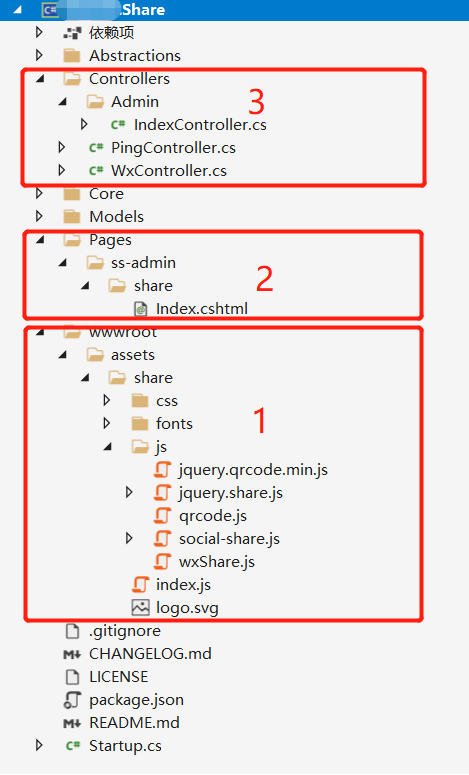 .Share
依赖项
Abstractions
Controllers
Admin
3
IndexController.cs
PingController.cs
WxController.cs
Core
Models
Pages
ss-admin
share
2
Index.cshtml
wwwroot
assets
share
css
fonts
1
js
jquery.qrcode.min.js
jquery.share.js
qrcode.js
social-share.js
wxShare.js
index.js
logo.svg
.gitignore
CHANGELOG.md
LICENSE
package.json
README.md
Startup.cs